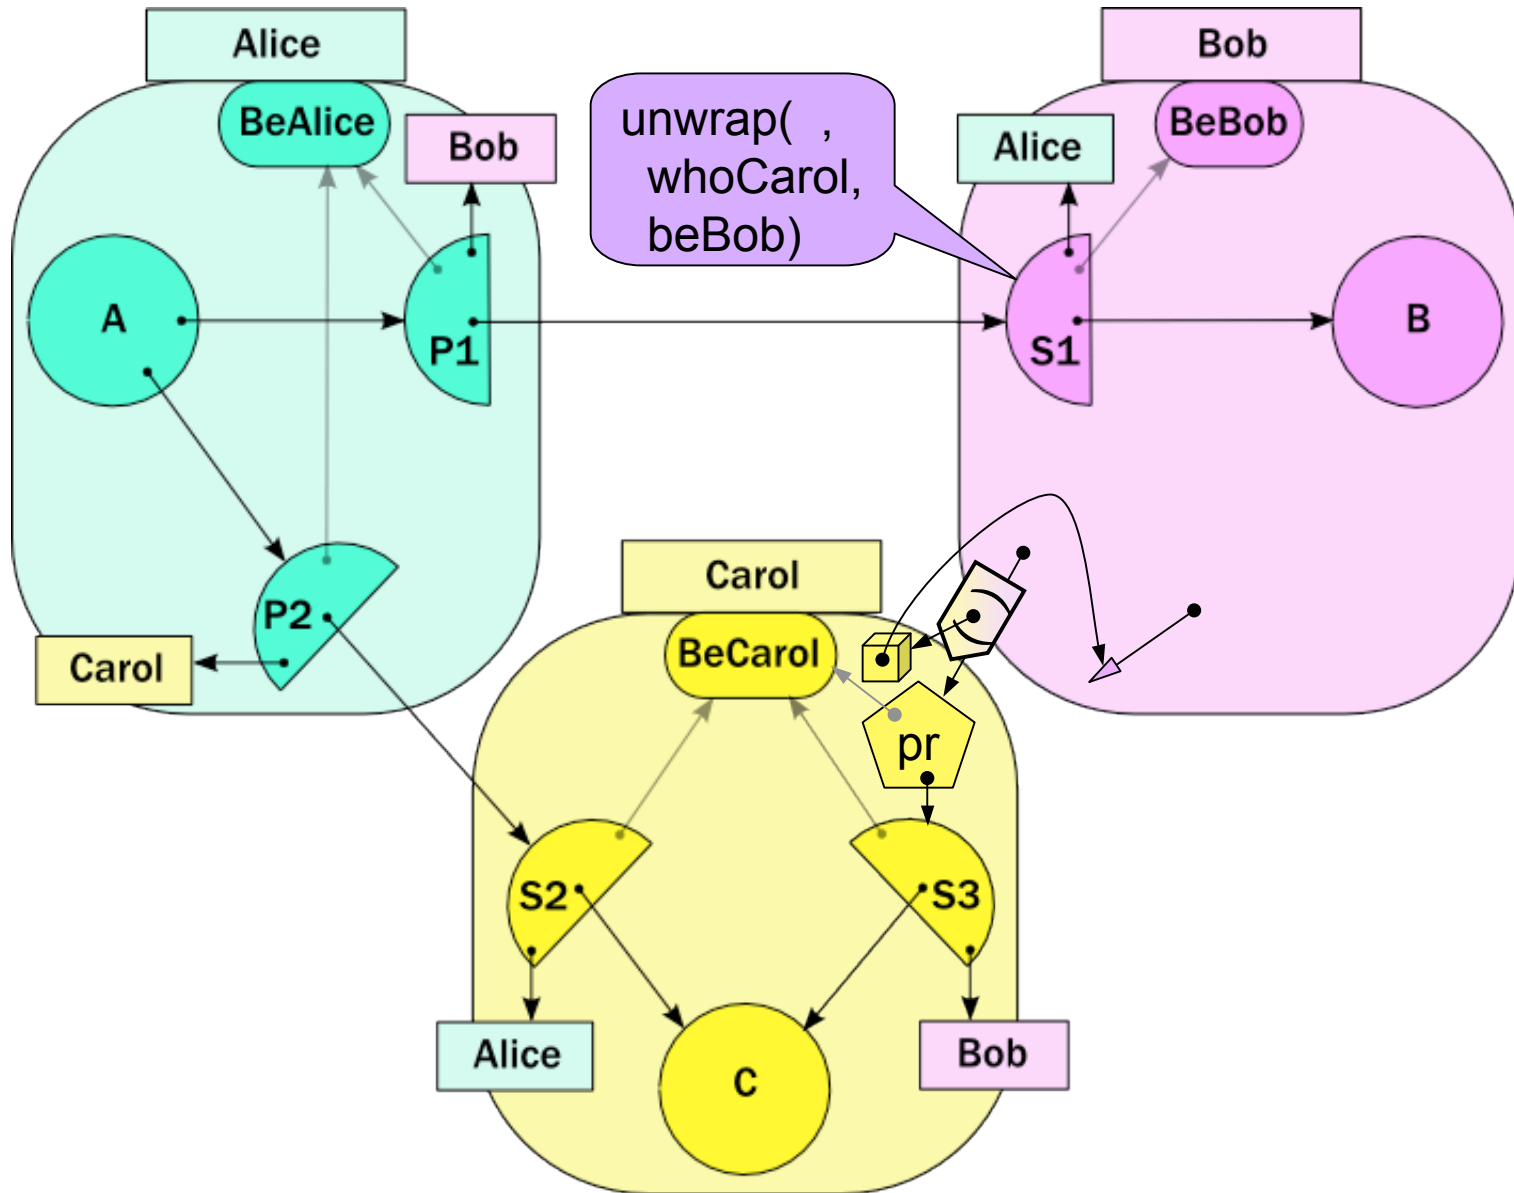 Alice
Bob
BeAlice
Bob
unwrap( ,
whoCarol,
beBob)
Alice
BeBob
A
P1
S1
B
P2
Carol
Carol
BeCarol
pr
S2
S3
Alice
C
Bob